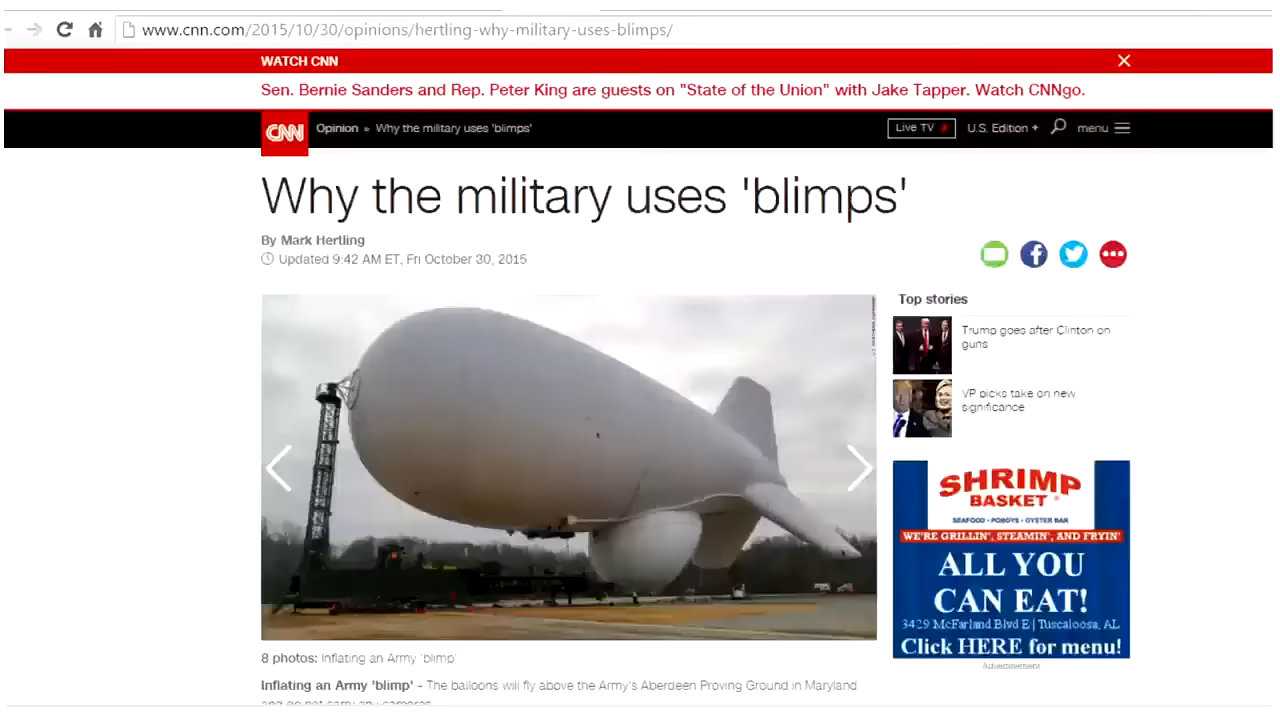 www.cnn.com/2015/10/30/opinions/hertling-why-military-uses-blimps/
WATCH CNN
Sen. Bernie Sanders and Rep. Peter King are guests on "State of the Union" with Jake Tapper. Watch CNNgo.
CNN
Opinion » Why the military uses 'blimps'
Live TV
U.S. Edition +
menu
Why the military uses 'blimps'
By Mark Hertling
Updated 9:42 AM ET, Fri October 30, 2015
Top stories
Trump goes after Clinton on
guns
VP picks take on new
significance
SHRIMP
BASKET
SEAFOOD • POBOYS • OYSTER BAR
WE'RE GRILLIN', STEAMIN', AND FRYIN'
ALL YOU
CAN EAT!
3429 McFarland Blvd E | Tuscaloosa, AL
Click HERE for menu!
Advertisement
8 photos: Inflating an Army 'blimp'
Inflating an Army 'blimp' – The balloons will fly above the Army's Aberdeen Proving Ground in Maryland
and do not carry any cameras